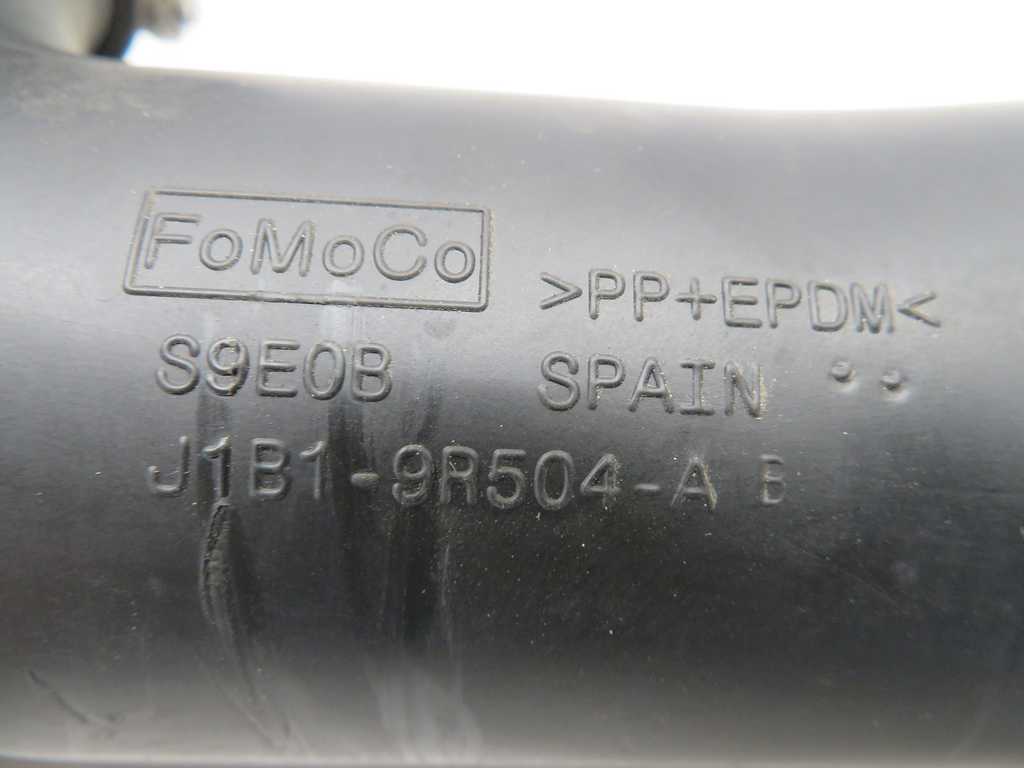 FoMoCo
>PP+EPDM<
S9E0B SPAIN
J1B1-9R504-A B